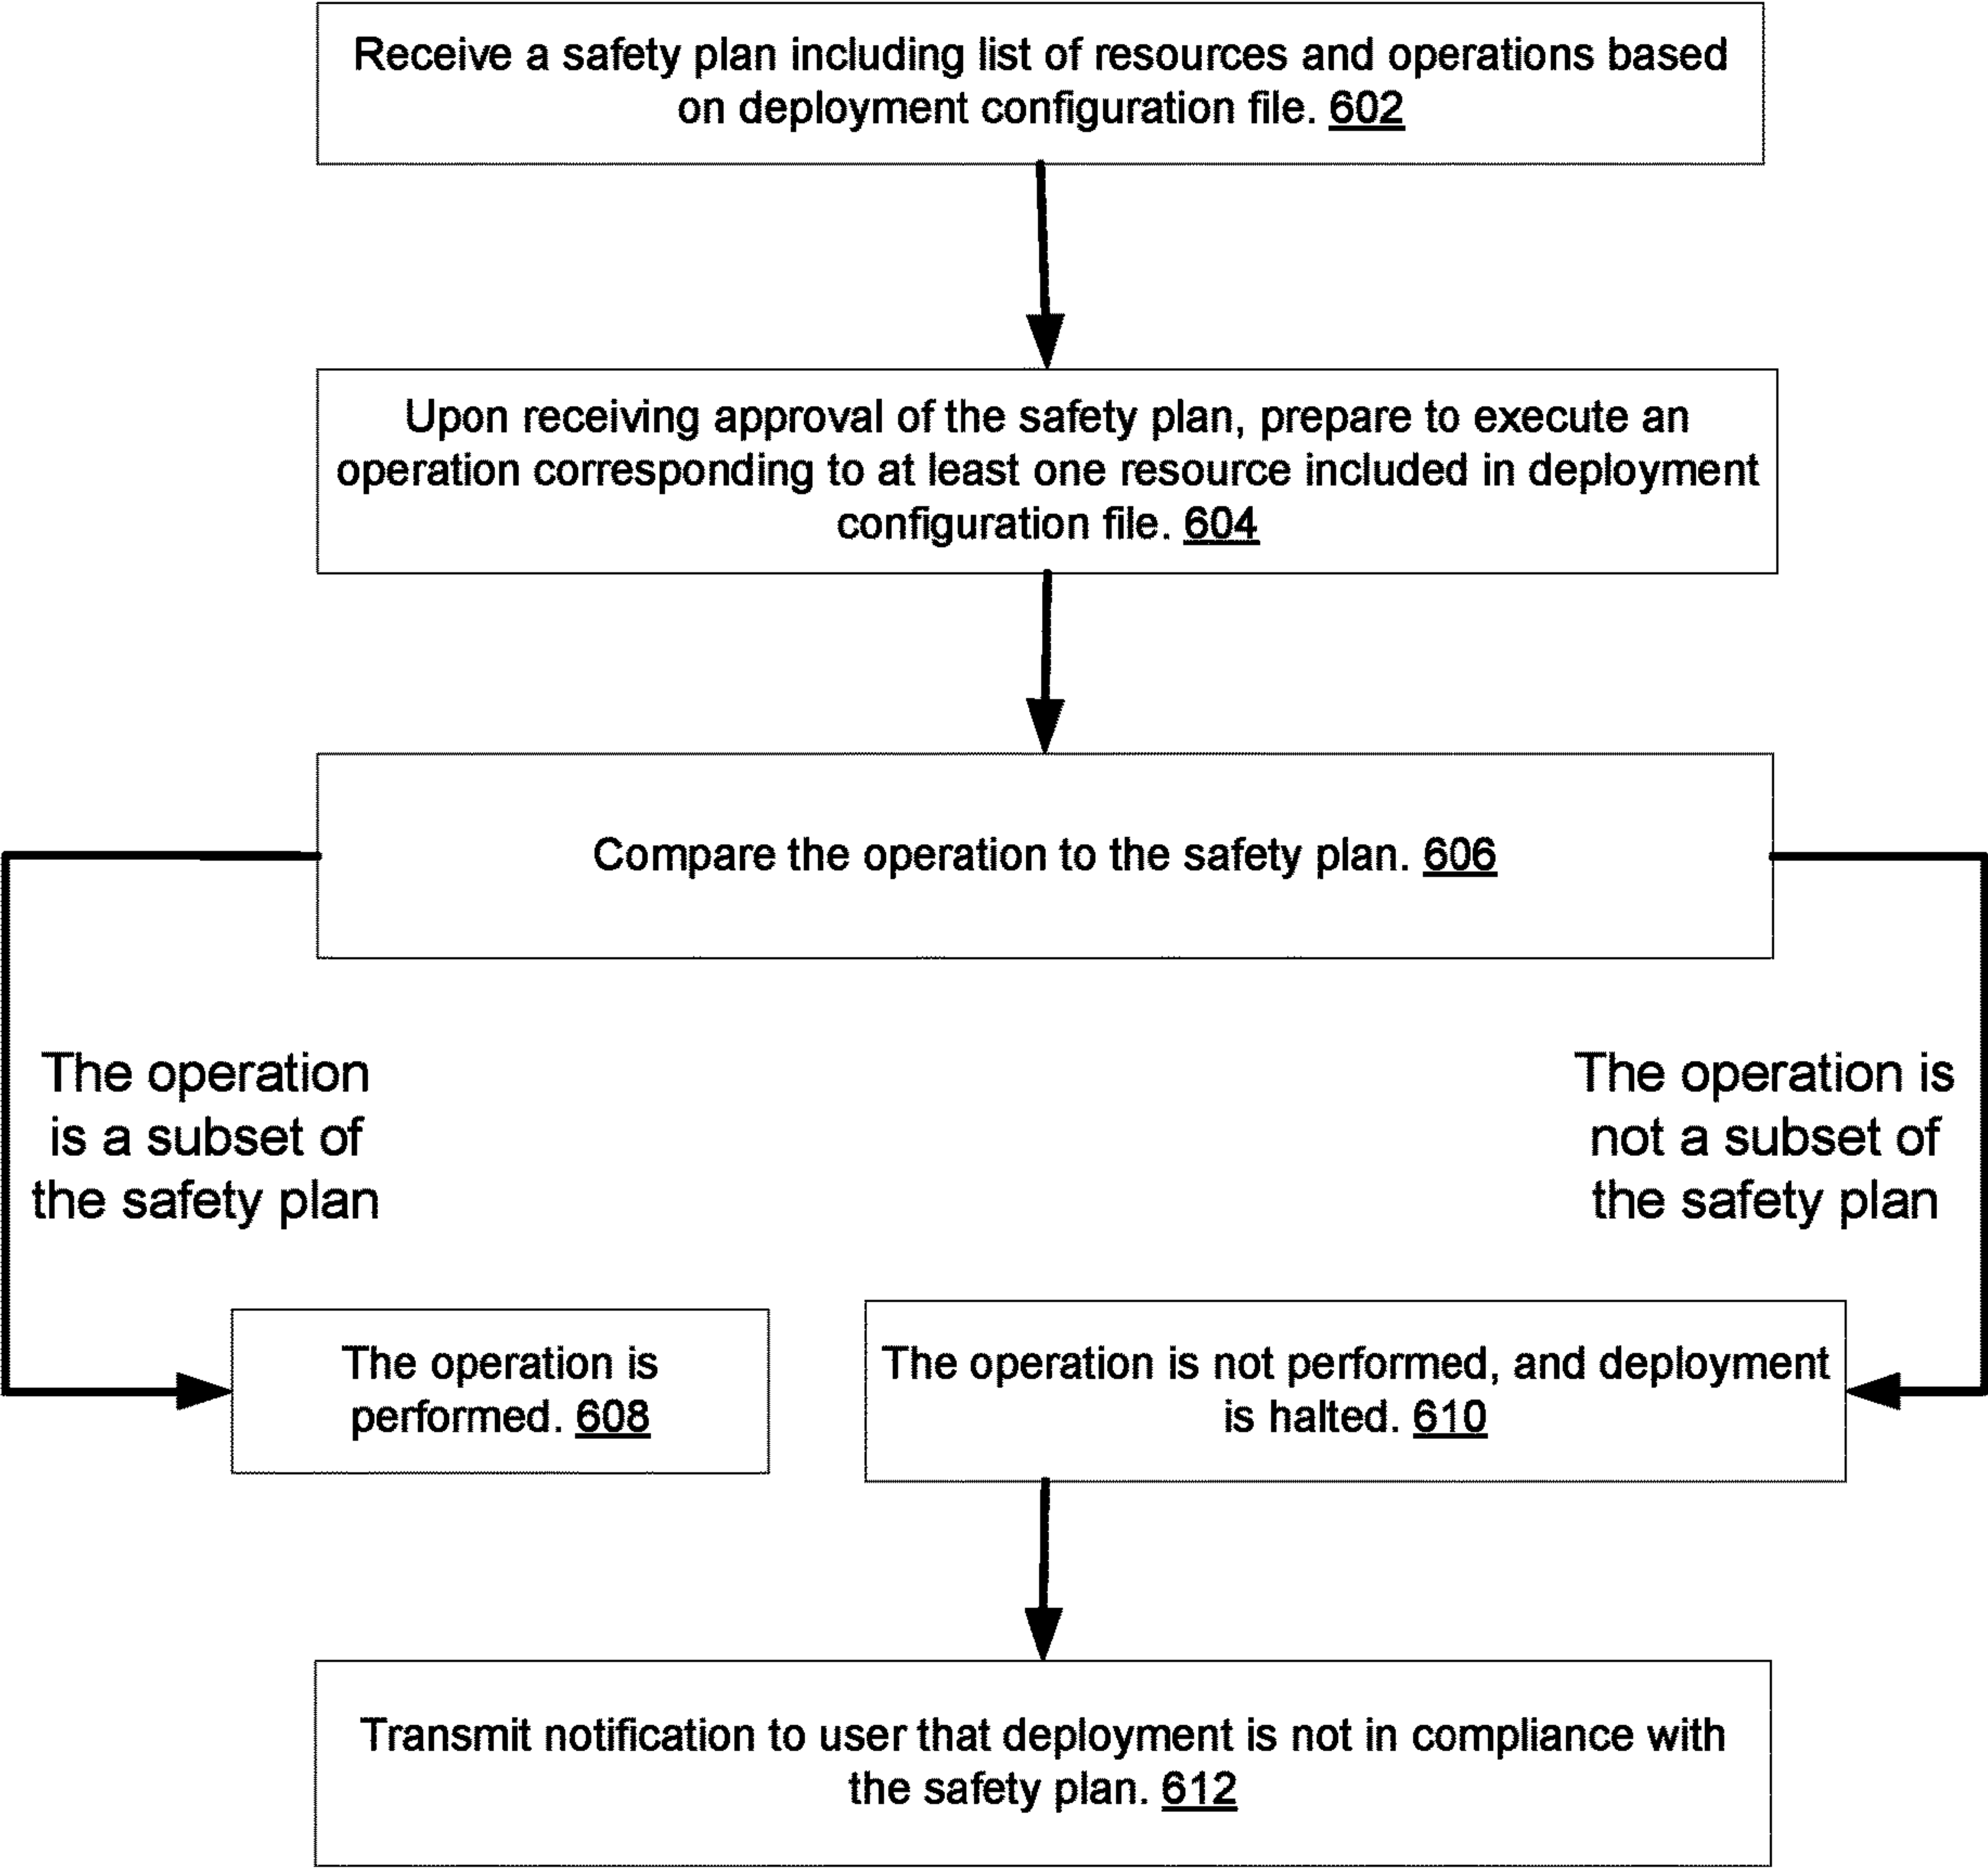 Receive a safety plan including list of resources and operations based
on deployment configuration file. 602
Upon receiving approval of the safety plan, prepare to execute an
operation corresponding to at least one resource included in deployment
configuration file. 604
Compare the operation to the safety plan. 606
The operation
is a subset of
the safety plan
The operation is
not a subset of
the safety plan
The operation is
performed. 608
The operation is not performed, and deployment
is halted. 610
Transmit notification to user that deployment is not in compliance with
the safety plan. 612